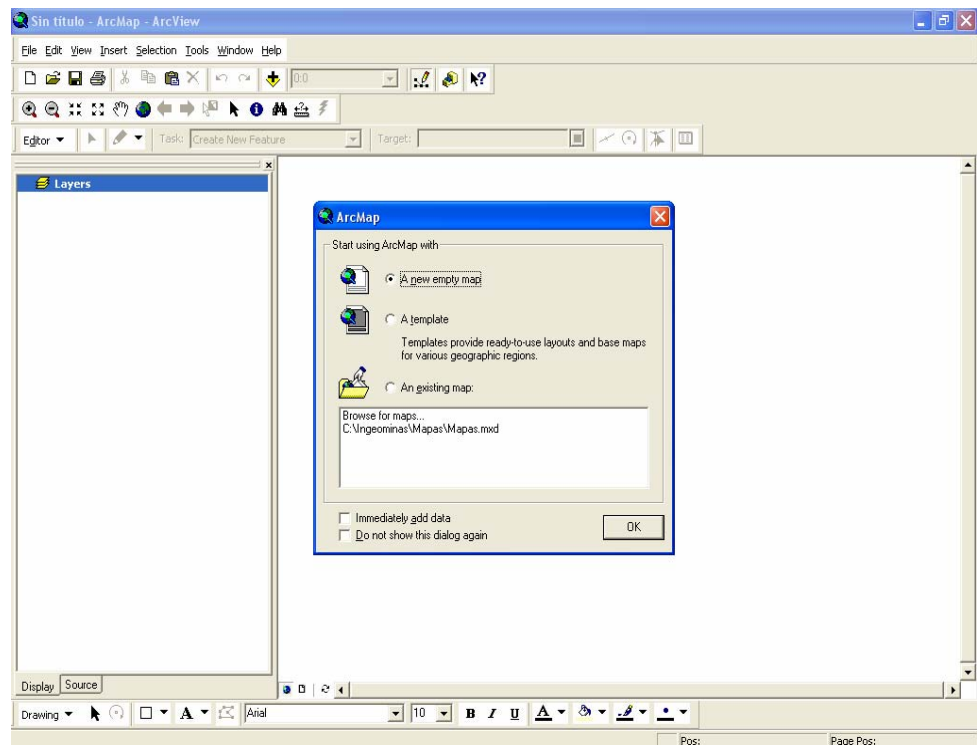 Sin título - ArcMap - ArcView
File Edit View Insert Selection Tools Window Help
0:0
Editor Task: Create New Feature Target:
Layers
ArcMap
Start using ArcMap with
A new empty map
A template
Templates provide ready-to-use layouts and base maps
for various geographic regions.
An existing map:
Browse for maps...
C:\Ingeominas\Mapas\Mapas.mxd
Immediately add data
Do not show this dialog again
OK
Display Source
Drawing A Arial 10 B I U A
Pos: Page Pos: